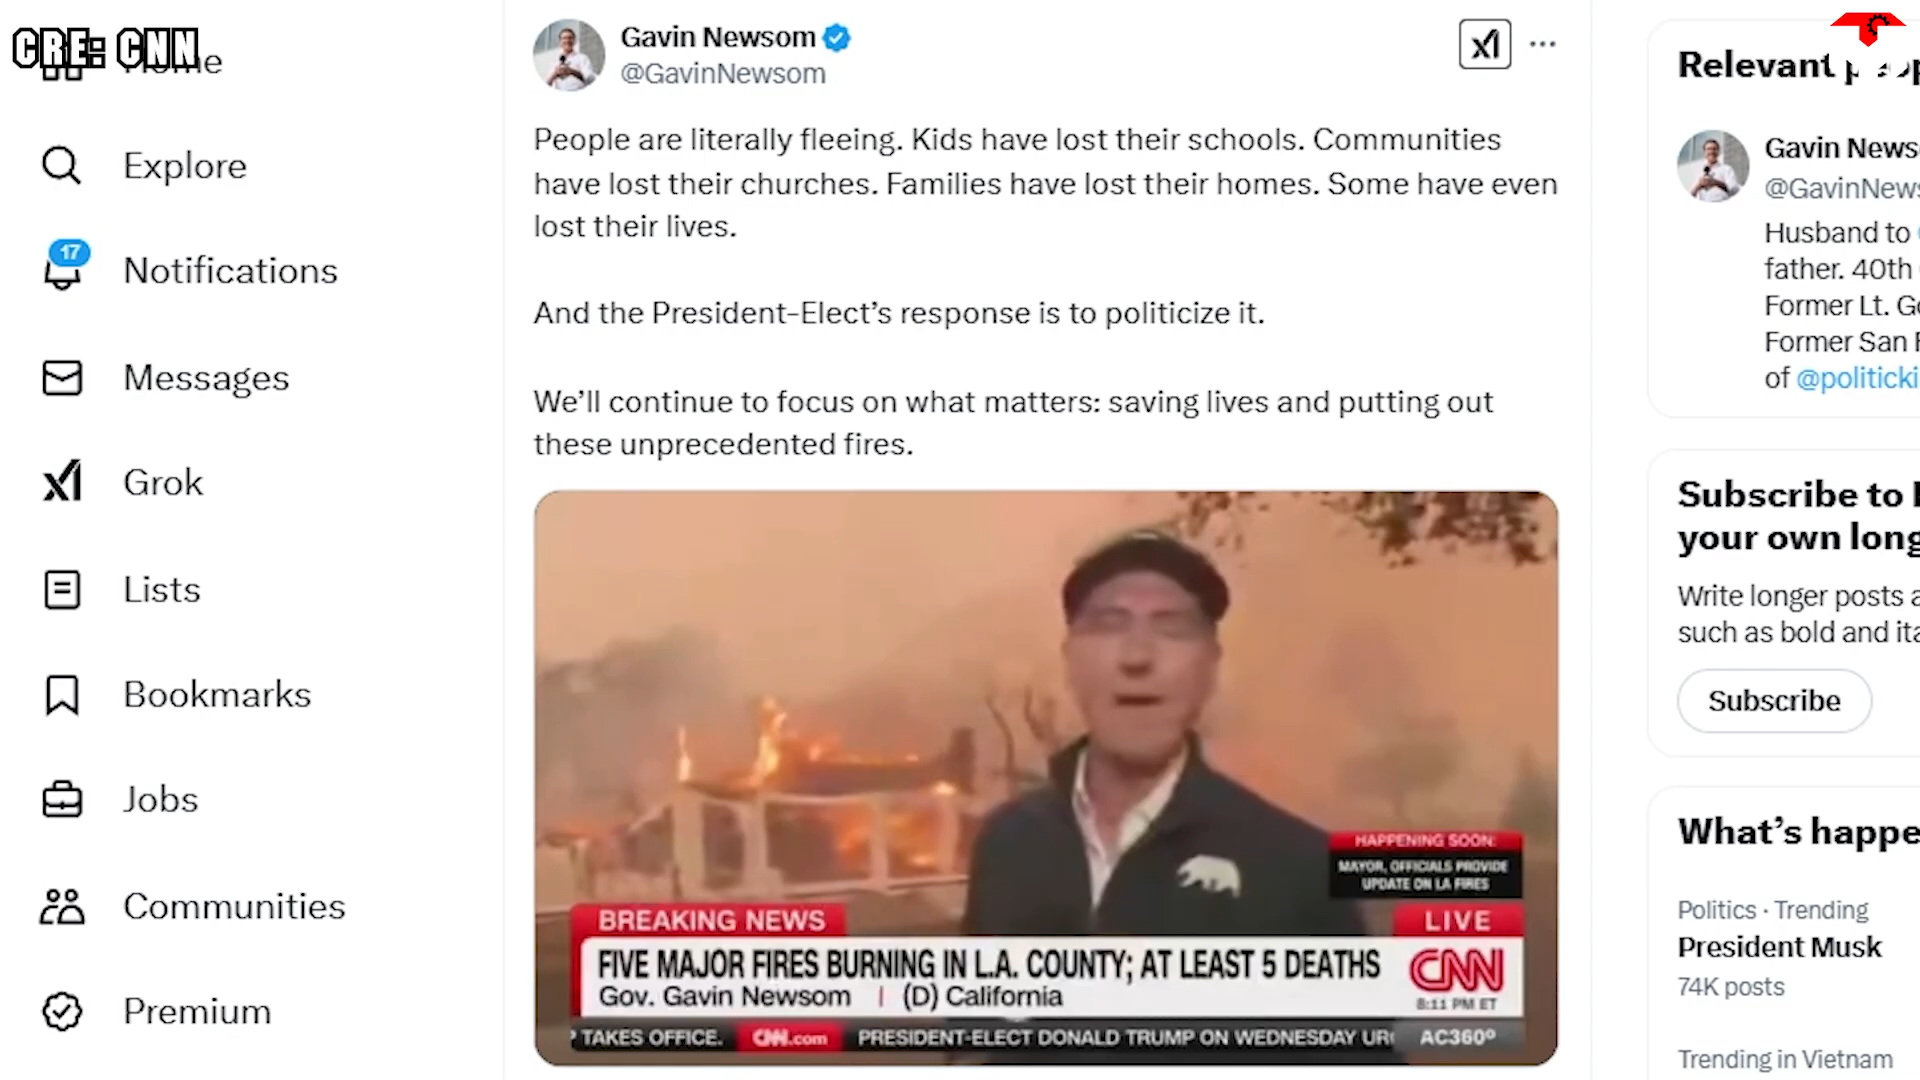 CRE: CNN
Home
Explore
17
Notifications
Messages
Grok
Lists
Bookmarks
Jobs
Communities
Premium
Gavin Newsom
@GavinNewsom
People are literally fleeing. Kids have lost their schools. Communities
have lost their churches. Families have lost their homes. Some have even
lost their lives.
And the President-Elect’s response is to politicize it.
We’ll continue to focus on what matters: saving lives and putting out
these unprecedented fires.
HAPPENING SOON:
MAYOR, OFFICIALS PROVIDE
UPDATE ON LA FIRES
BREAKING NEWS
LIVE
FIVE MAJOR FIRES BURNING IN L.A. COUNTY; AT LEAST 5 DEATHS
Gov. Gavin Newsom | (D) California
CNN
8:11 PM ET
TAKES OFFICE. CNN.com PRESIDENT-ELECT DONALD TRUMP ON WEDNESDAY
AC360º
Relevant
Gavin News
@GavinNews
Husband to
father. 40th
Former Lt. G
Former San
of @politicki
Subscribe to
your own long
Write longer posts a
such as bold and ita
Subscribe
What’s happe
Politics · Trending
President Musk
74K posts
Trending in Vietnam